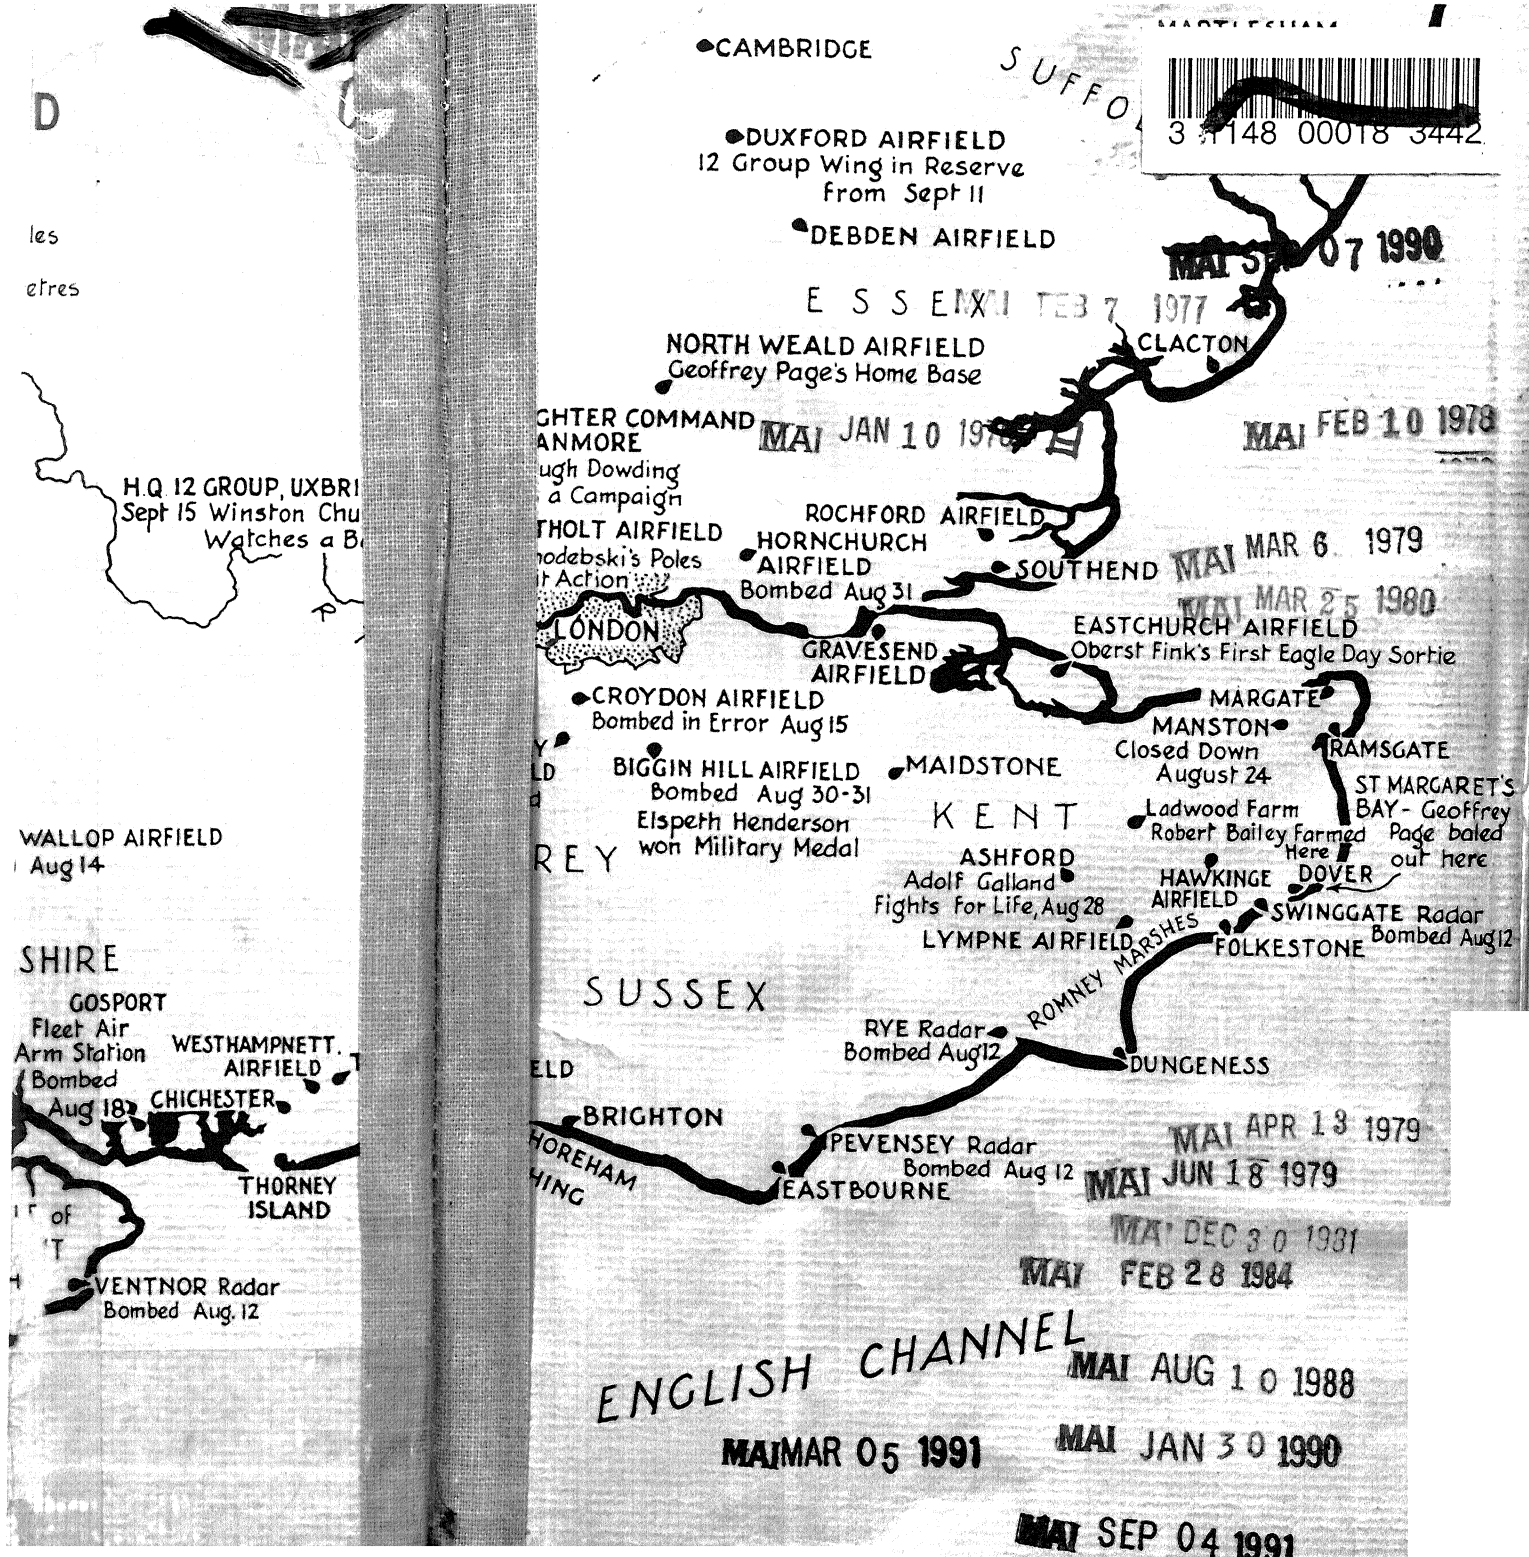 D
les
etres
H.Q. 12 GROUP, UXBRI
Sept 15 Winston Chu
Watches a B
R
WALLOP AIRFIELD
Aug 14
SHIRE
GOSPORT
Fleet Air
Arm Station
Bombed
Aug 18
WESTHAMPNETT.
AIRFIELD
CHICHESTER
THORNEY
ISLAND
of
VENTNOR Radar
Bombed Aug. 12
MARTLESHAM
CAMBRIDGE
SUFFOL
3 1148 00018 3442
DUXFORD AIRFIELD
12 Group Wing in Reserve
from Sept 11
DEBDEN AIRFIELD
MAI SEP 07 1990
ESSEX
MAI FEB 7 1977
NORTH WEALD AIRFIELD
Geoffrey Page's Home Base
CLACTON
GHTER COMMAND
ANMORE
ugh Dowding
a Campaign
MAI JAN 10 1978
MAI FEB 10 1978
THOLT AIRFIELD
hodebski's Poles
Action
ROCHFORD AIRFIELD
HORNCHURCH
AIRFIELD
Bombed Aug 31
SOUTHEND
MAI MAR 6 1979
MAI MAR 25 1980
LONDON
GRAVESEND
AIRFIELD
EASTCHURCH AIRFIELD
Oberst Fink's First Eagle Day Sortie
CROYDON AIRFIELD
Bombed in Error Aug 15
MARGATE
MANSTON
Closed Down
August 24
RAMSGATE
Y
LD
d
BIGGIN HILL AIRFIELD
Bombed Aug 30-31
Elspeth Henderson
won Military Medal
MAIDSTONE
KENT
ST MARGARET'S
BAY - Geoffrey
Page baled
out here
Ladwood Farm
Robert Bailey Farmed
Here
REY
ASHFORD
Adolf Galland
Fights for Life, Aug 28
HAWKINGE
AIRFIELD
DOVER
SWINGGATE Radar
Bombed Aug 12
LYMPNE AIRFIELD
FOLKESTONE
ROMNEY MARSHES
SUSSEX
RYE Radar
Bombed Aug 12
DUNGENESS
ELD
BRIGHTON
HOREHAM
HING
PEVENSEY Radar
Bombed Aug 12
EASTBOURNE
MAI APR 13 1979
MAI JUN 18 1979
MAI DEC 30 1981
MAI FEB 28 1984
ENGLISH CHANNEL
MAI AUG 10 1988
MAI MAR 05 1991
MAI JAN 30 1990
MAI SEP 04 1991